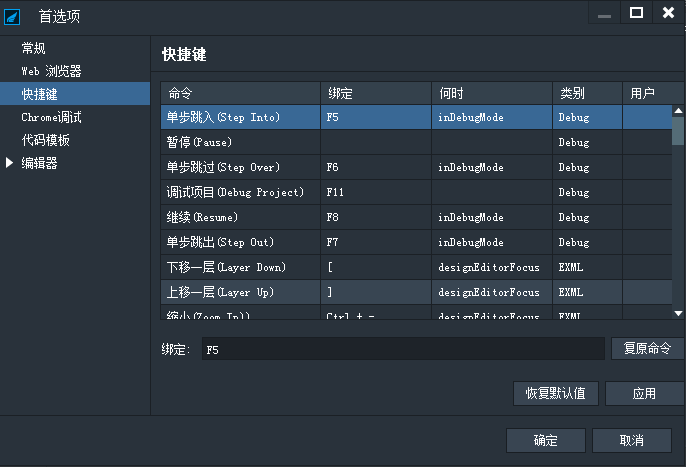 首选项
常规
Web 浏览器
快捷键
Chrome调试
代码模板
编辑器
快捷键
命令 绑定 何时 类别 用户
单步跳入(Step Into) F5 inDebugMode Debug
暂停(Pause) Debug
单步跳过(Step Over) F6 inDebugMode Debug
调试项目(Debug Project) F11 Debug
继续(Resume) F8 inDebugMode Debug
单步跳出(Step Out) F7 inDebugMode Debug
下移一层(Layer Down) [ designEditorFocus EXML
上移一层(Layer Up) ] designEditorFocus EXML
缩小(Zoom In)) Ctrl + - designEditorFocus EXML
绑定: F5 复原命令
恢复默认值 应用
确定 取消